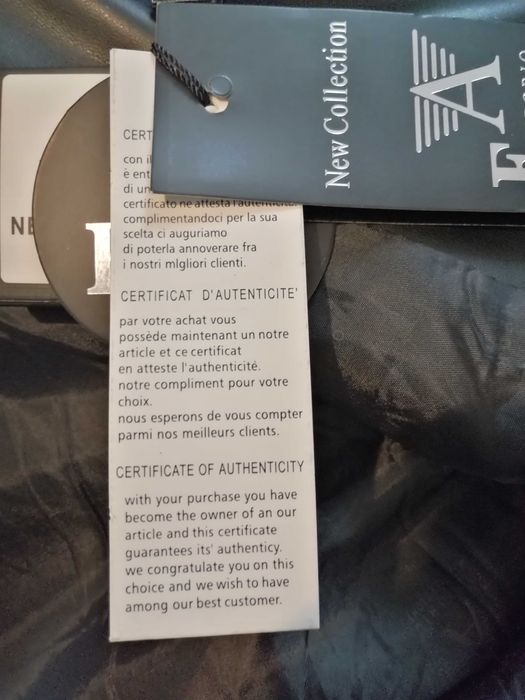 New Collection
EA
NE
CERT
con il
è ent
di un
certificato ne attesta l'autenticità
complimentandoci per la sua
scelta ci auguriamo
di poterla annoverare fra
i nostri mIgliori clienti.
CERTIFICAT D'AUTENTICITE'
par votre achat vous
possède maintenant un notre
article et ce certificat
en atteste l'authenticité.
notre compliment pour votre
choix.
nous esperons de vous compter
parmi nos meilleurs clients.
CERTIFICATE OF AUTHENTICITY
with your purchase you have
become the owner of an our
article and this certificate
guarantees its' authenticy.
we congratulate you on this
choice and we wish to have
among our best customer.